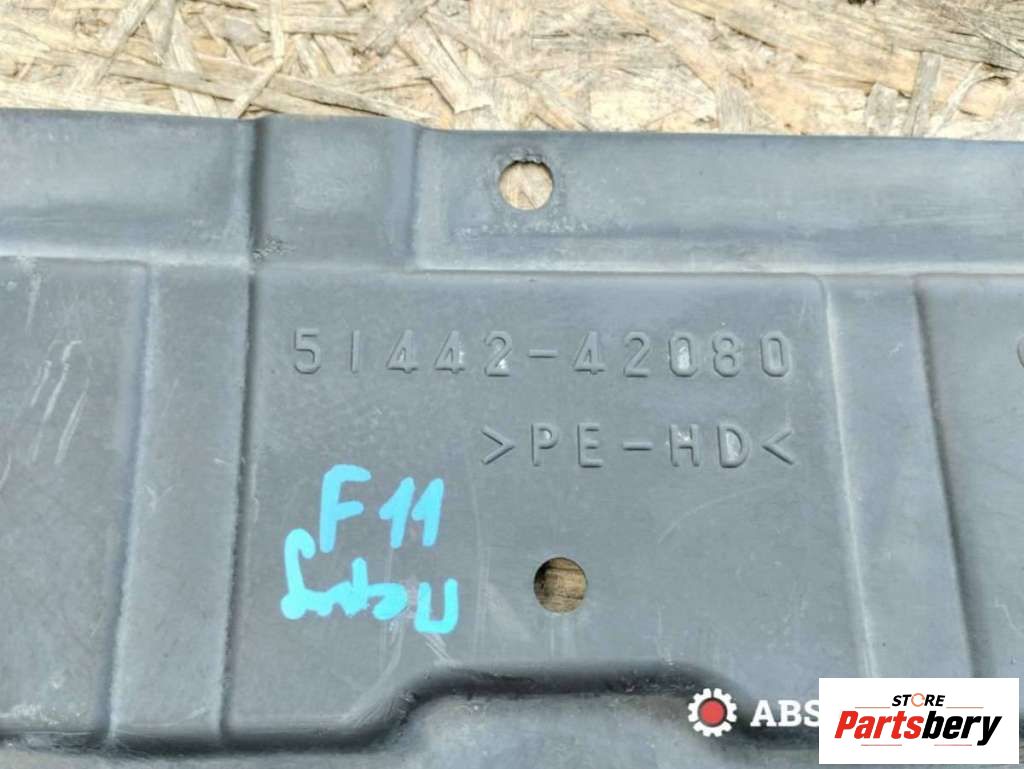 51442-42080
>PE-HD<
F11
ABS
STORE
Partsbery